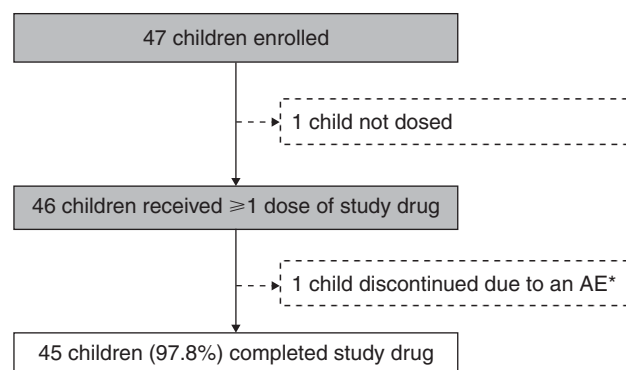 47 children enrolled
1 child not dosed
46 children received ⩾1 dose of study drug
1 child discontinued due to an AE*
45 children (97.8%) completed study drug